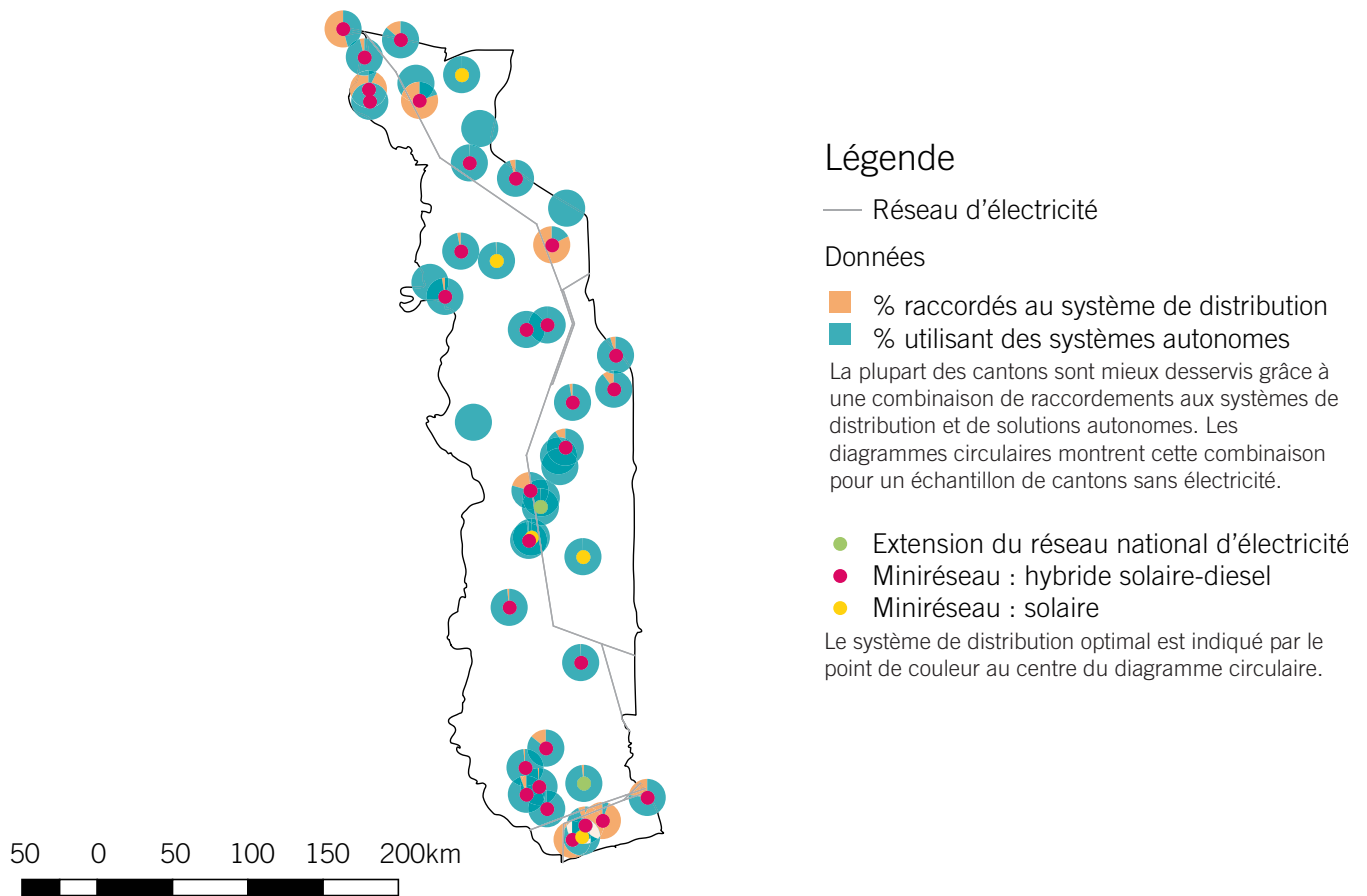 Légende
Réseau d'électricité
Données
% raccordés au système de distribution
% utilisant des systèmes autonomes
La plupart des cantons sont mieux desservis grâce à
une combinaison de raccordements aux systèmes de
distribution et de solutions autonomes. Les
diagrammes circulaires montrent cette combinaison
pour un échantillon de cantons sans électricité.
Extension du réseau national d'électricité
Miniréseau : hybride solaire-diesel
Miniréseau : solaire
Le système de distribution optimal est indiqué par le
point de couleur au centre du diagramme circulaire.
50 0 50 100 150 200km